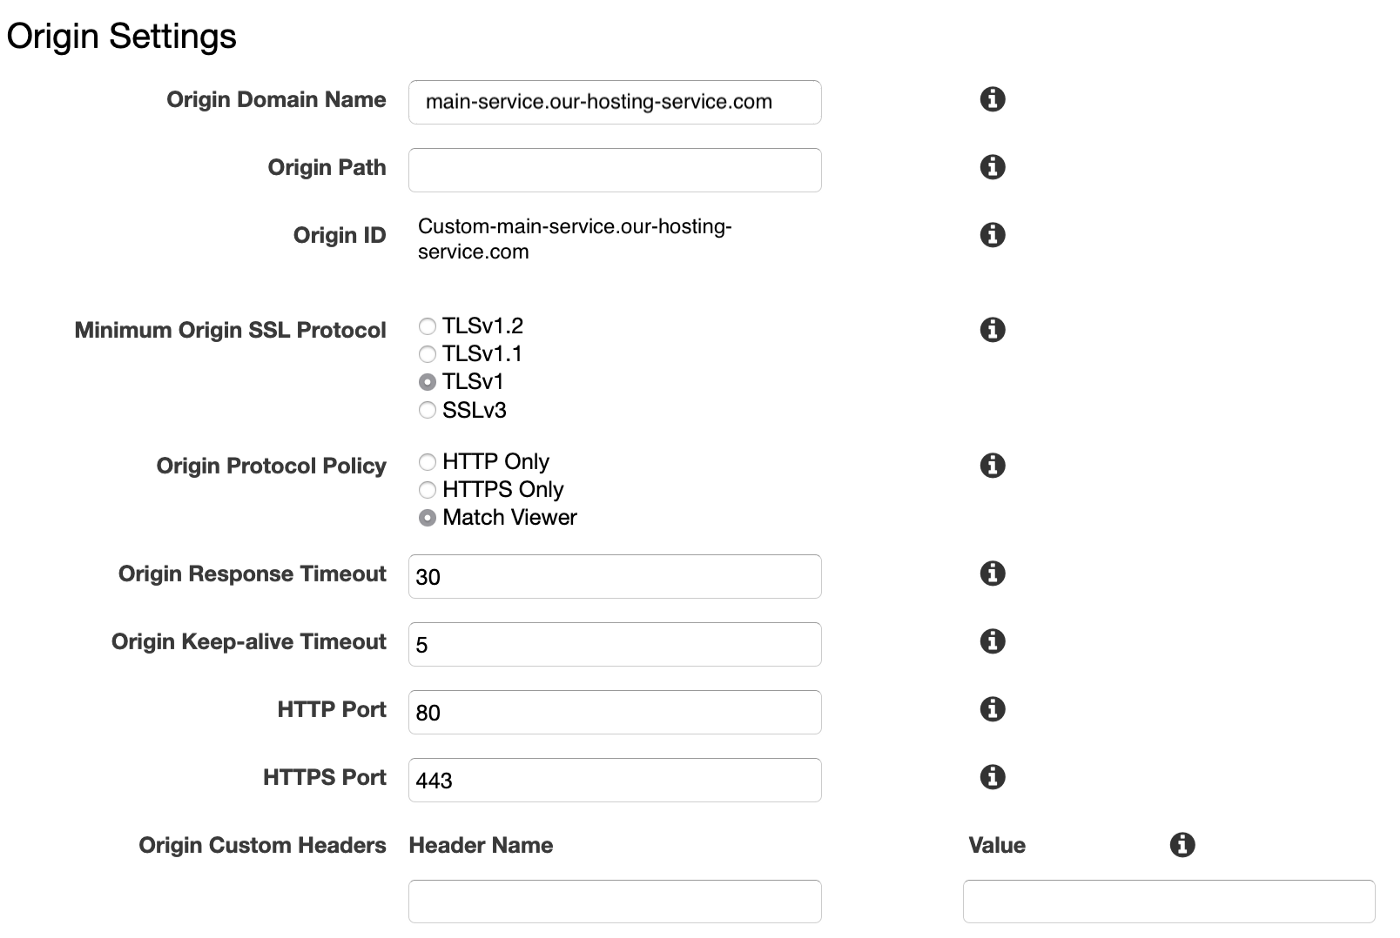 Origin Settings
Origin Domain Name main-service.our-hosting-service.com
Origin Path
Origin ID Custom-main-service.our-hosting-
service.com
Minimum Origin SSL Protocol TLSv1.2
TLSv1.1
TLSv1
SSLv3
Origin Protocol Policy HTTP Only
HTTPS Only
Match Viewer
Origin Response Timeout 30
Origin Keep-alive Timeout 5
HTTP Port 80
HTTPS Port 443
Origin Custom Headers Header Name Value